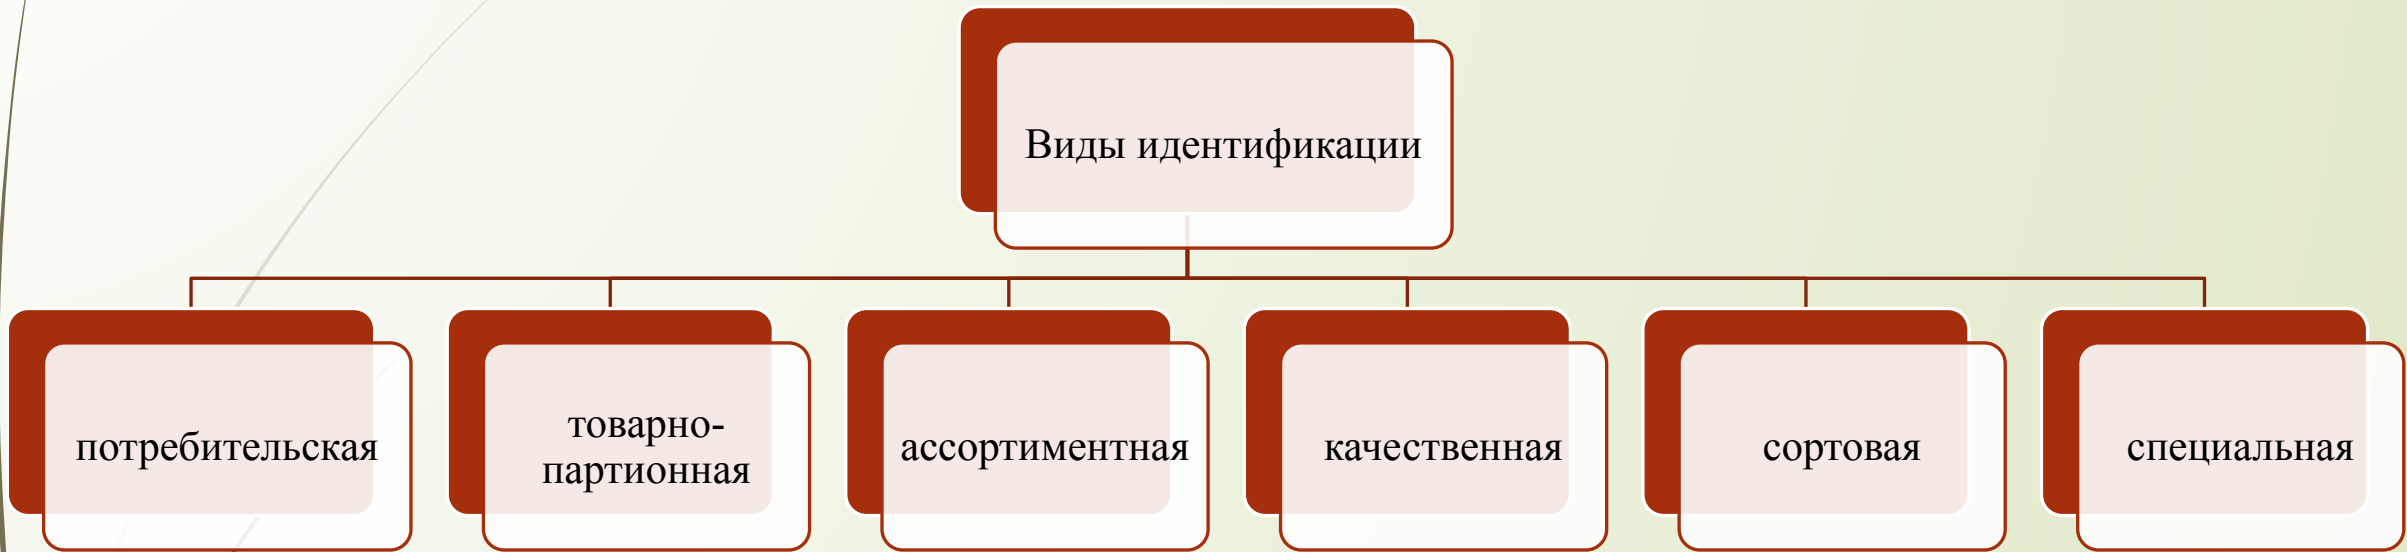 Виды идентификации
потребительская
товарно-
партионная
ассортиментная
качественная
сортовая
специальная